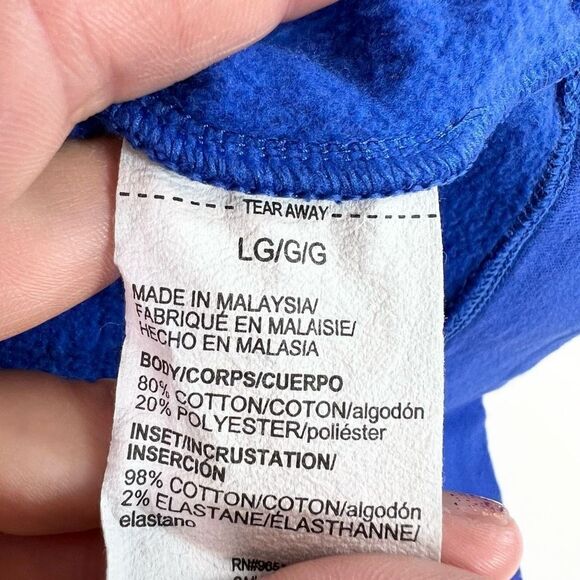 TEAR AWAY
LG/G/G
MADE IN MALAYSIA/
FABRIQUÉ EN MALAISIE/
HECHO EN MALASIA
BODY/CORPS/CUERPO
80% COTTON/COTON/algodón
20% POLYESTER/poliéster
INSET/INCRUSTATION/
INSERCIÓN
98% COTTON/COTON/algodón
2% ELASTANE/ÉLASTHANNE/
elastano